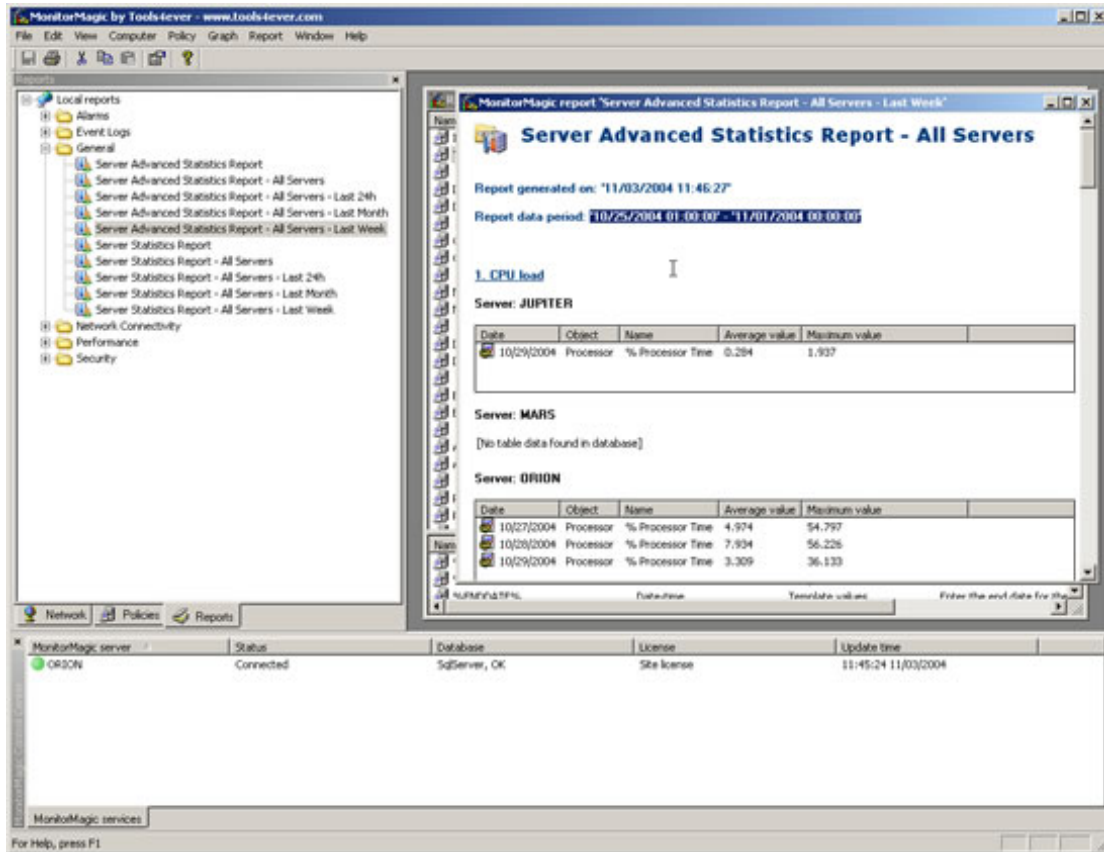 MonitorMagic by Tools4ever - www.tools4ever.com
File Edit View Computer Policy Graph Report Window Help
Reports
Local reports
Alarms
Event Logs
General
Server Advanced Statistics Report
Server Advanced Statistics Report - All Servers
Server Advanced Statistics Report - All Servers - Last 24h
Server Advanced Statistics Report - All Servers - Last Month
Server Advanced Statistics Report - All Servers - Last Week
Server Statistics Report
Server Statistics Report - All Servers
Server Statistics Report - All Servers - Last 24h
Server Statistics Report - All Servers - Last Month
Server Statistics Report - All Servers - Last Week
Network Connectivity
Performance
Security
Network Policies Reports
MonitorMagic report 'Server Advanced Statistics Report - All Servers - Last Week'
Server Advanced Statistics Report - All Servers
Report generated on: "11/03/2004 11:46:27"
Report data period: '10/25/2004 01:00:00' - '11/01/2004 00:00:00'
1. CPU load
Server: JUPITER
Date Object Name Average value Maximum value
10/29/2004 Processor % Processor Time 0.284 1.937
Server: MARS
[No table data found in database]
Server: ORION
Date Object Name Average value Maximum value
10/27/2004 Processor % Processor Time 4.974 54.797
10/28/2004 Processor % Processor Time 7.934 56.226
10/29/2004 Processor % Processor Time 3.309 36.133
%ENDDATE% Date-time Template values Enter the end date for the
MonitorMagic server Status Database License Update time
ORION Connected SqlServer, OK Site license 11:45:24 11/03/2004
MonitorMagic services
For Help, press F1